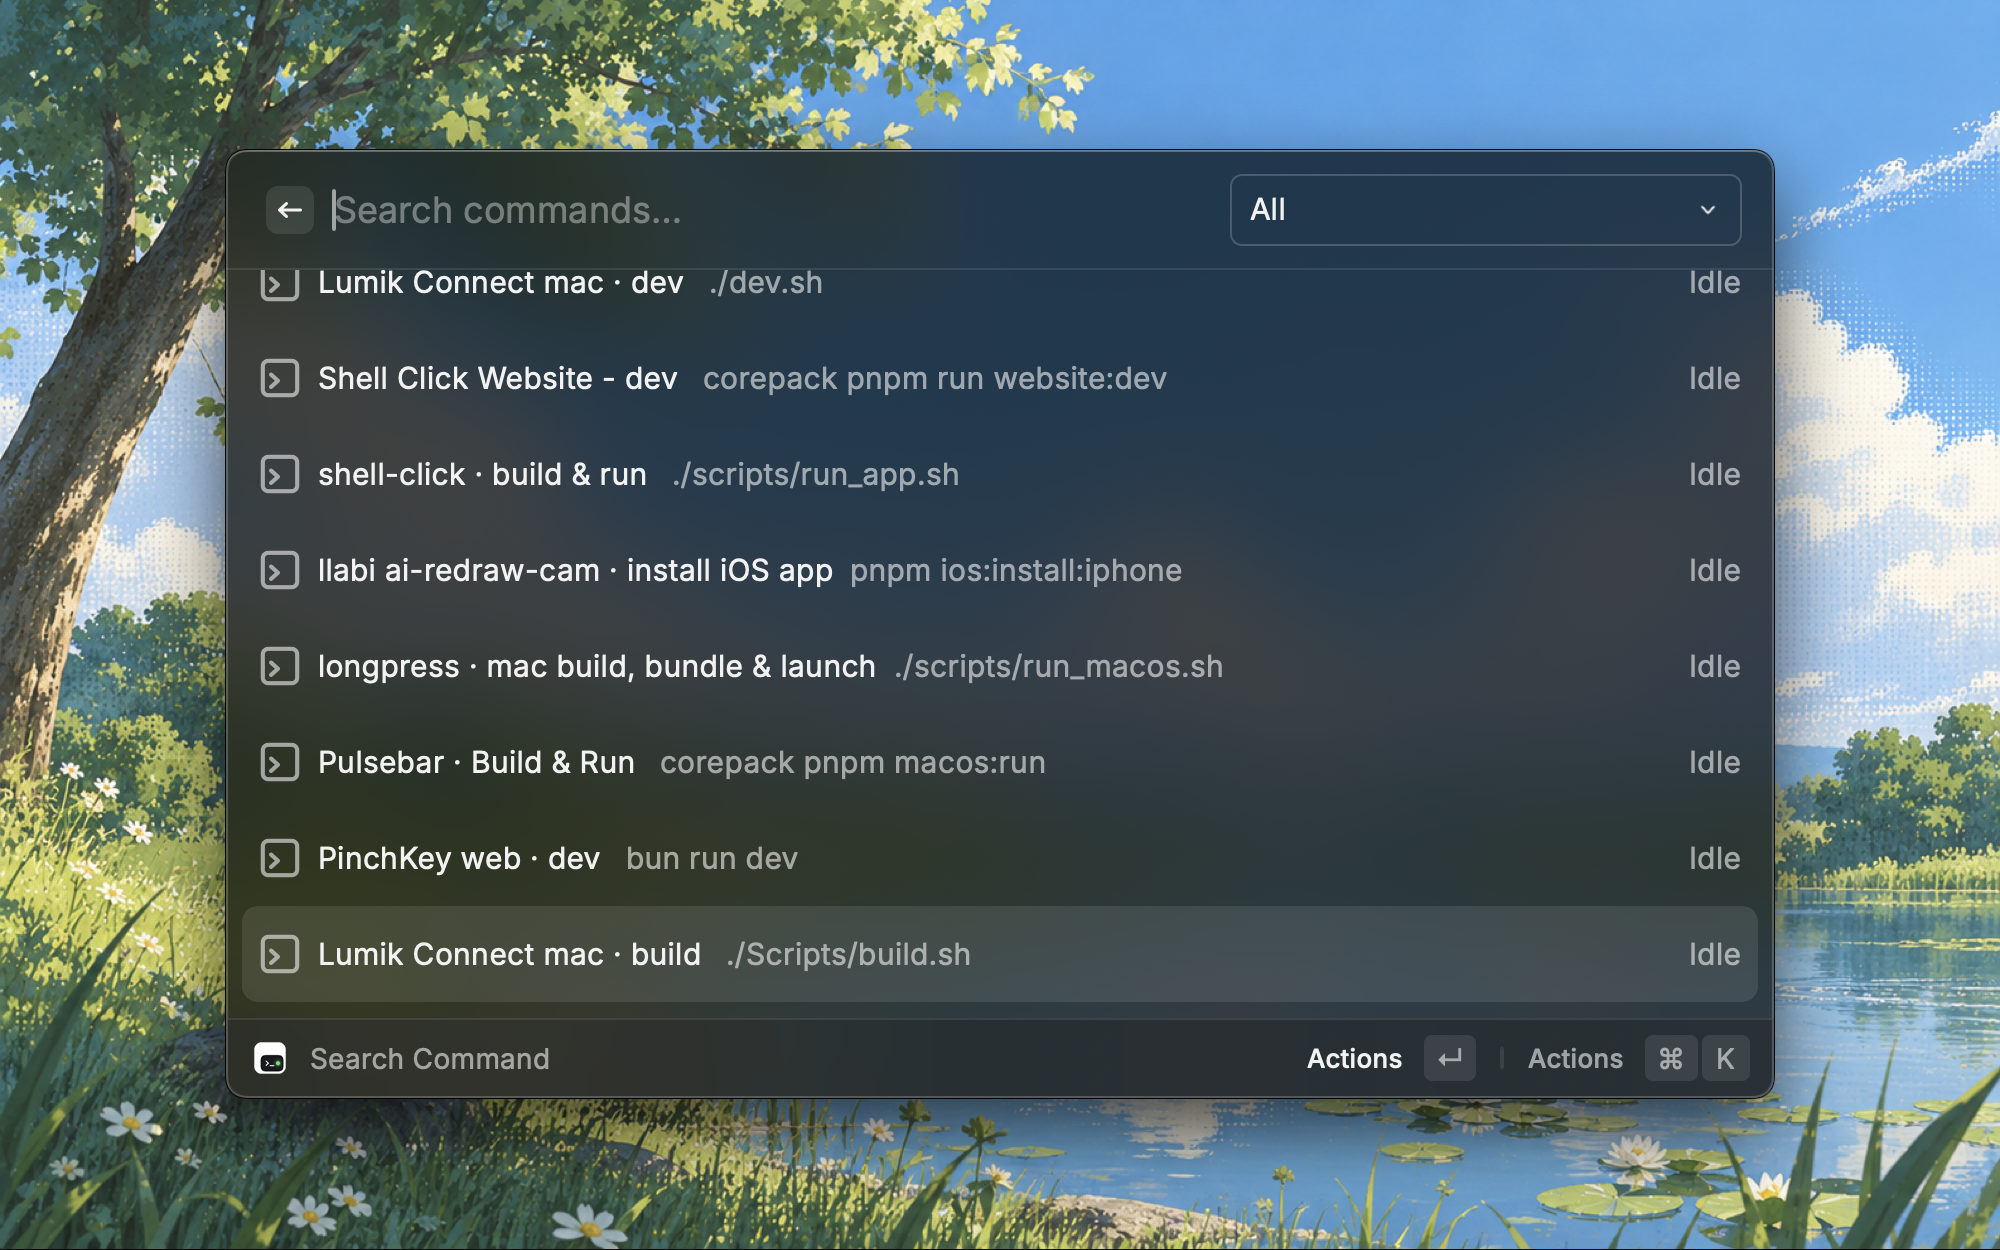 Search commands...
All
Lumik Connect mac · dev ./dev.sh Idle
Shell Click Website - dev corepack pnpm run website:dev Idle
shell-click · build & run ./scripts/run_app.sh Idle
llabi ai-redraw-cam · install iOS app pnpm ios:install:iphone Idle
longpress · mac build, bundle & launch ./scripts/run_macos.sh Idle
Pulsebar · Build & Run corepack pnpm macos:run Idle
PinchKey web · dev bun run dev Idle
Lumik Connect mac · build ./Scripts/build.sh Idle
Search Command Actions ↵ Actions ⌘ K